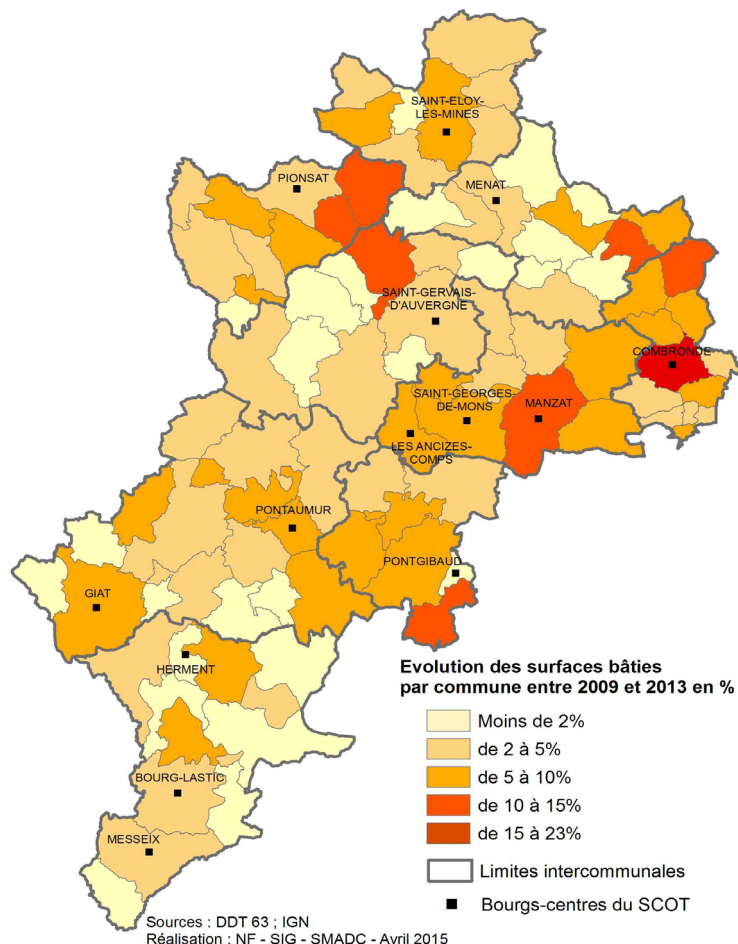 SAINT-ELOY-
LES-MINES
PIONSAT
MENAT
SAINT-GERVAIS-
D'AUVERGNE
COMBRONDE
SAINT-GEORGES-
DE-MONS
MANZAT
LES ANCIZES-
COMPS
PONTAUMUR
PONTGIBAUD
GIAT
HERMENT
BOURG-LASTIC
MESSEIX
Evolution des surfaces bâties
par commune entre 2009 et 2013 en %
Moins de 2%
de 2 à 5%
de 5 à 10%
de 10 à 15%
de 15 à 23%
Limites intercommunales
Bourgs-centres du SCOT
Sources : DDT 63 ; IGN
Réalisation : NF - SIG - SMADC - Avril 2015